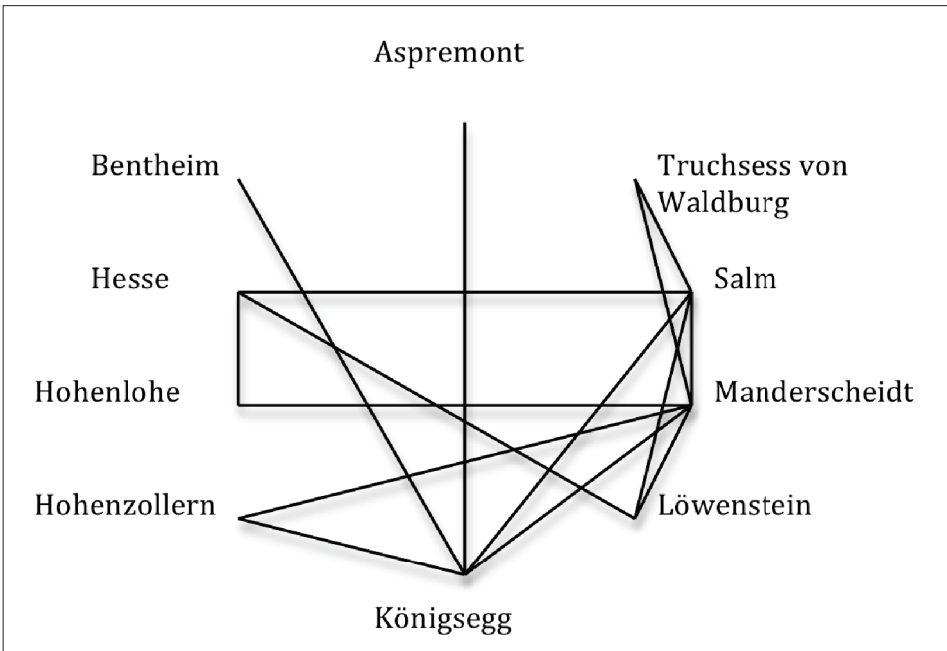 Aspremont
Bentheim
Truchsess von
Waldburg
Hesse
Salm
Hohenlohe
Manderscheidt
Hohenzollern
Löwenstein
Königsegg